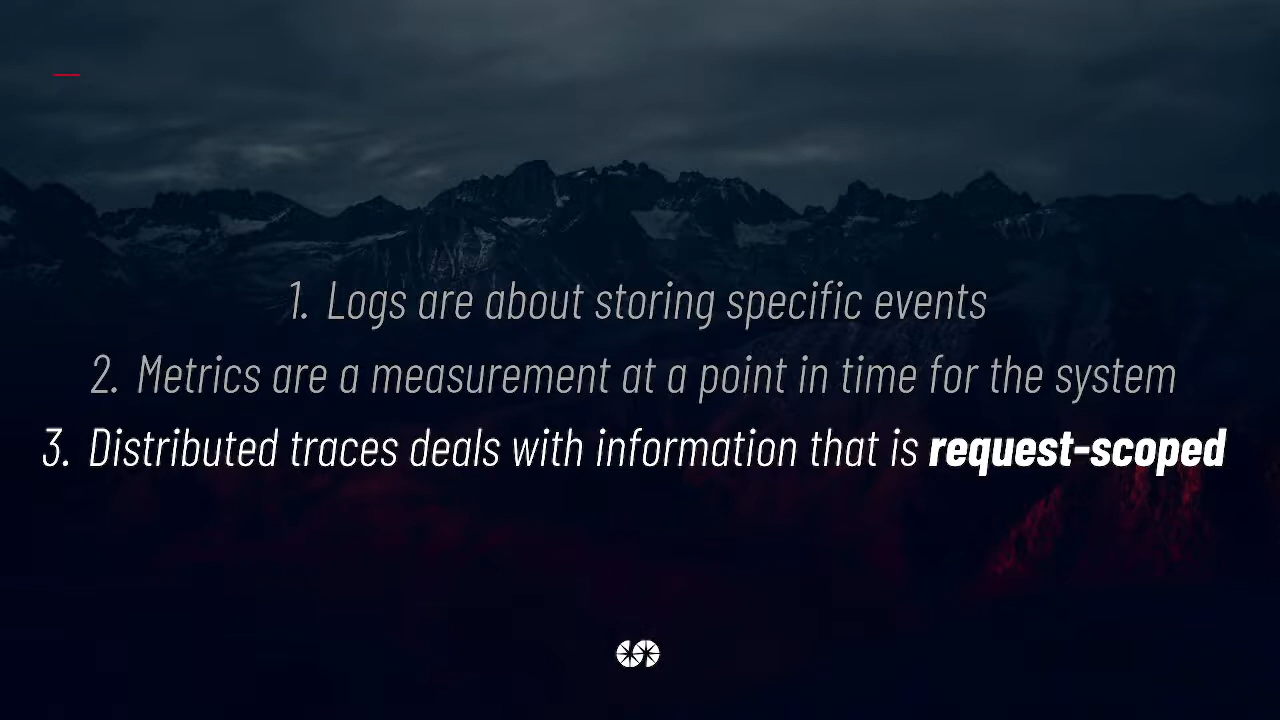 1. Logs are about storing specific events
2. Metrics are a measurement at a point in time for the system
3. Distributed traces deals with information that is request-scoped